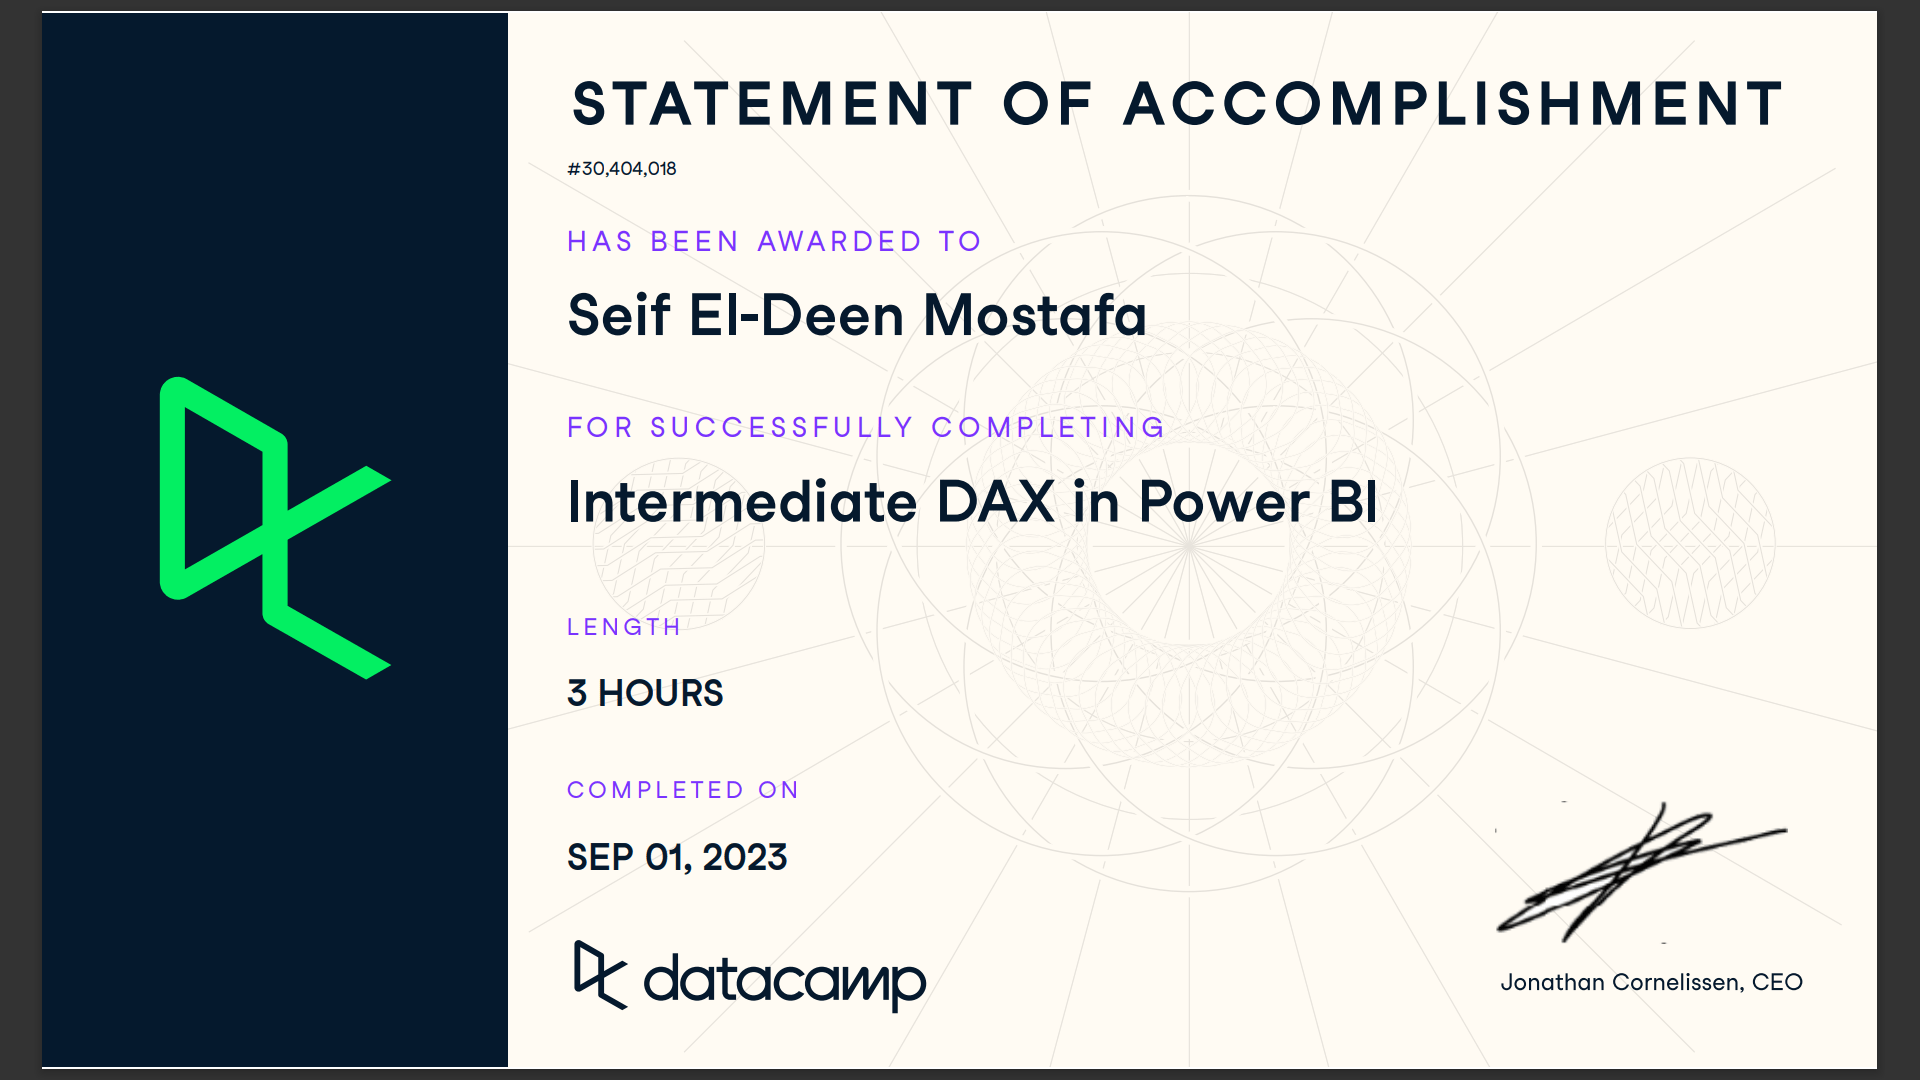 STATEMENT OF ACCOMPLISHMENT
#30,404,018
HAS BEEN AWARDED TO
Seif El-Deen Mostafa
FOR SUCCESSFULLY COMPLETING
Intermediate DAX in Power BI
LENGTH
3 HOURS
COMPLETED ON
SEP 01, 2023
datacamp
Jonathan Cornelissen, CEO